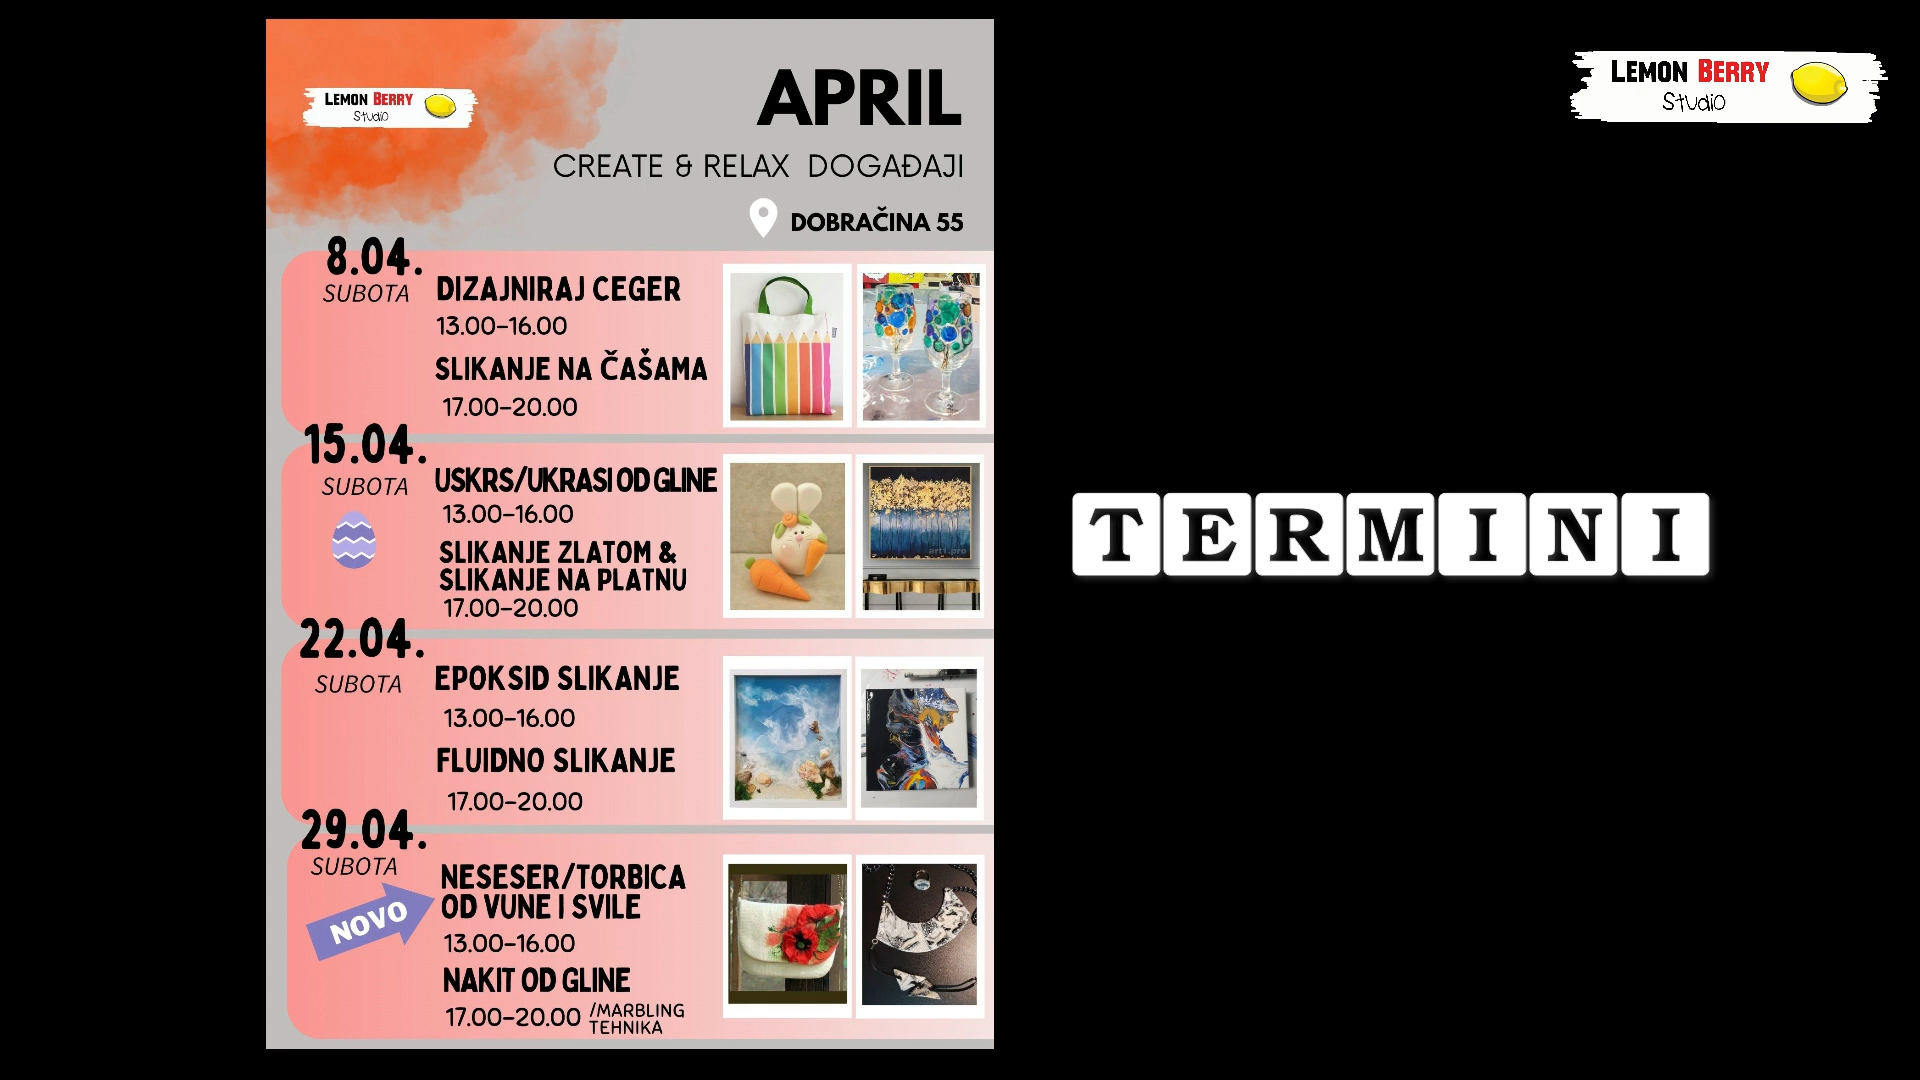 LEMON BERRY
Studio
APRIL
CREATE & RELAX DOGAĐAJI
DOBRAČINA 55
8.04.
SUBOTA
DIZAJNIRAJ CEGER
13.00-16.00
SLIKANJE NA ČAŠAMA
17.00-20.00
15.04.
SUBOTA
USKRS/UKRASI OD GLINE
13.00-16.00
SLIKANJE ZLATOM &
SLIKANJE NA PLATNU
17.00-20.00
art1.pro
22.04.
SUBOTA
EPOKSID SLIKANJE
13.00-16.00
FLUIDNO SLIKANJE
17.00-20.00
29.04.
SUBOTA
NOVO
NESESER/TORBICA
OD VUNE I SVILE
13.00-16.00
NAKIT OD GLINE
17.00-20.00 /MARBLING
TEHNIKA
LEMON BERRY
Studio
TERMINI